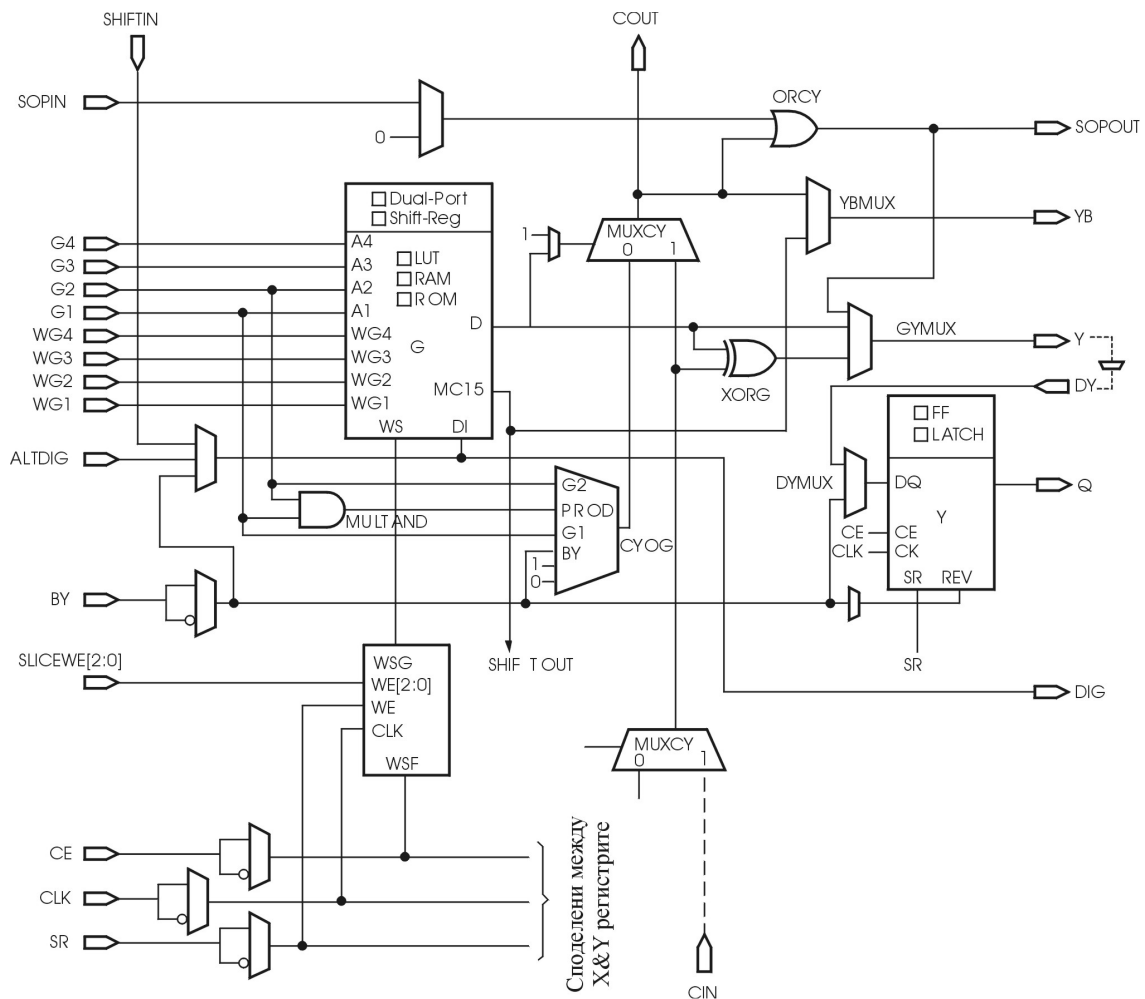 SHIFTIN
COUT
SOPIN
0
ORCY
SOPOUT
Dual-Port
Shift-Reg
LUT
RAM
ROM
G4
G3
G2
G1
WG4
WG3
WG2
WG1
A4
A3
A2
A1
WG4
WG3
WG2
WG1
G
D
MC15
WS
DI
1
MUXCY
0 1
YBMUX
YB
GYMUX
Y
XORG
DY
FF
LATCH
DYMUX
DQ
Y
CE
CLK
CE
CK
SR REV
SR
Q
ALTDIG
MULTAND
G2
PROD
G1
BY
1
0
CYOG
BY
SHIFTOUT
SLICEWE[2:0]
WSG
WE[2:0]
WE
CLK
WSF
DIG
MUXCY
0 1
CE
CLK
SR
Споделени между
X&Y регистрите
CIN